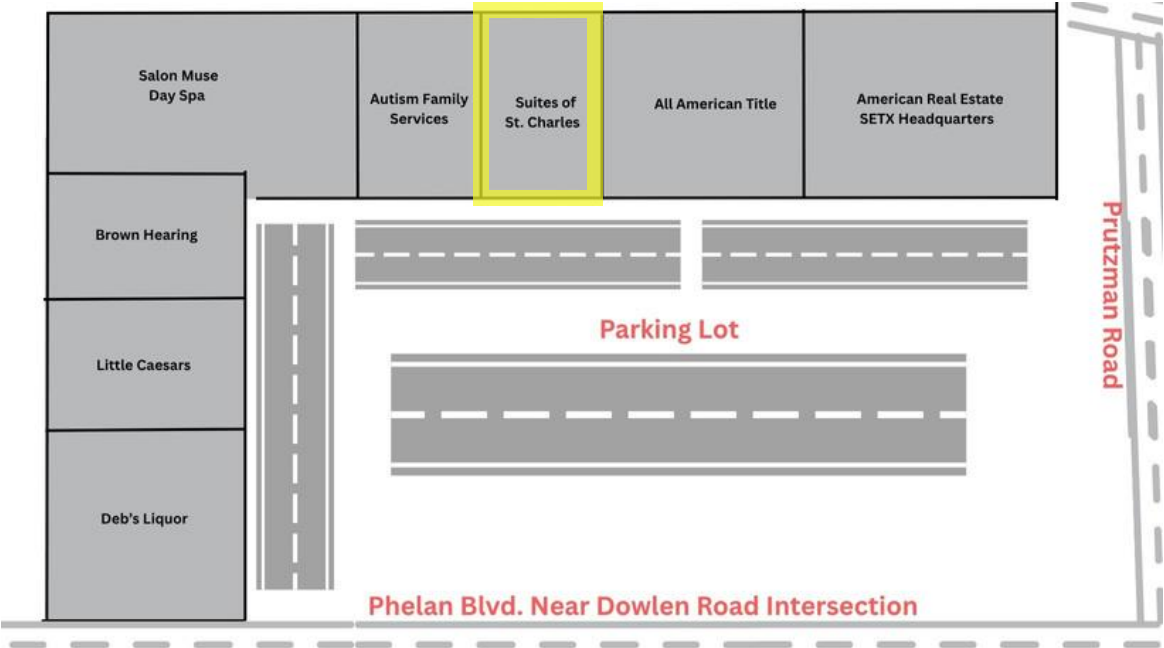 Salon Muse
Day Spa
Autism Family
Services
Suites of
St. Charles
All American Title
American Real Estate
SETX Headquarters
Brown Hearing
Little Caesars
Deb's Liquor
Parking Lot
Prutzman Road
Phelan Blvd. Near Dowlen Road Intersection